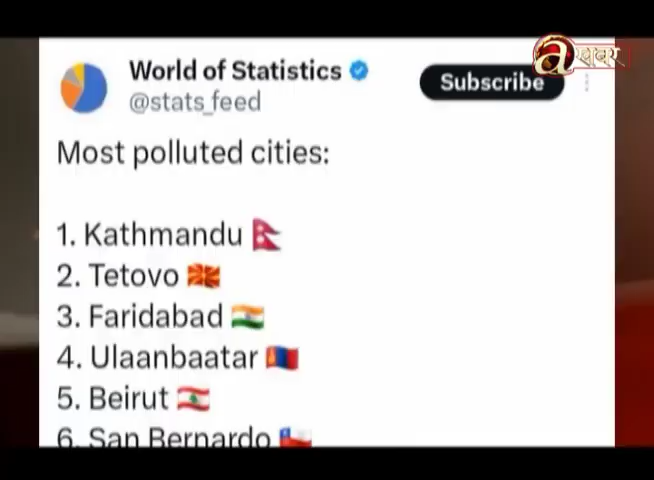 World of Statistics
@stats_feed
Subscribe
aखबर
Most polluted cities:
1. Kathmandu 🇳🇵
2. Tetovo 🇲🇰
3. Faridabad 🇮🇳
4. Ulaanbaatar 🇲🇳
5. Beirut 🇱🇧
6. San Bernardo 🇨🇱